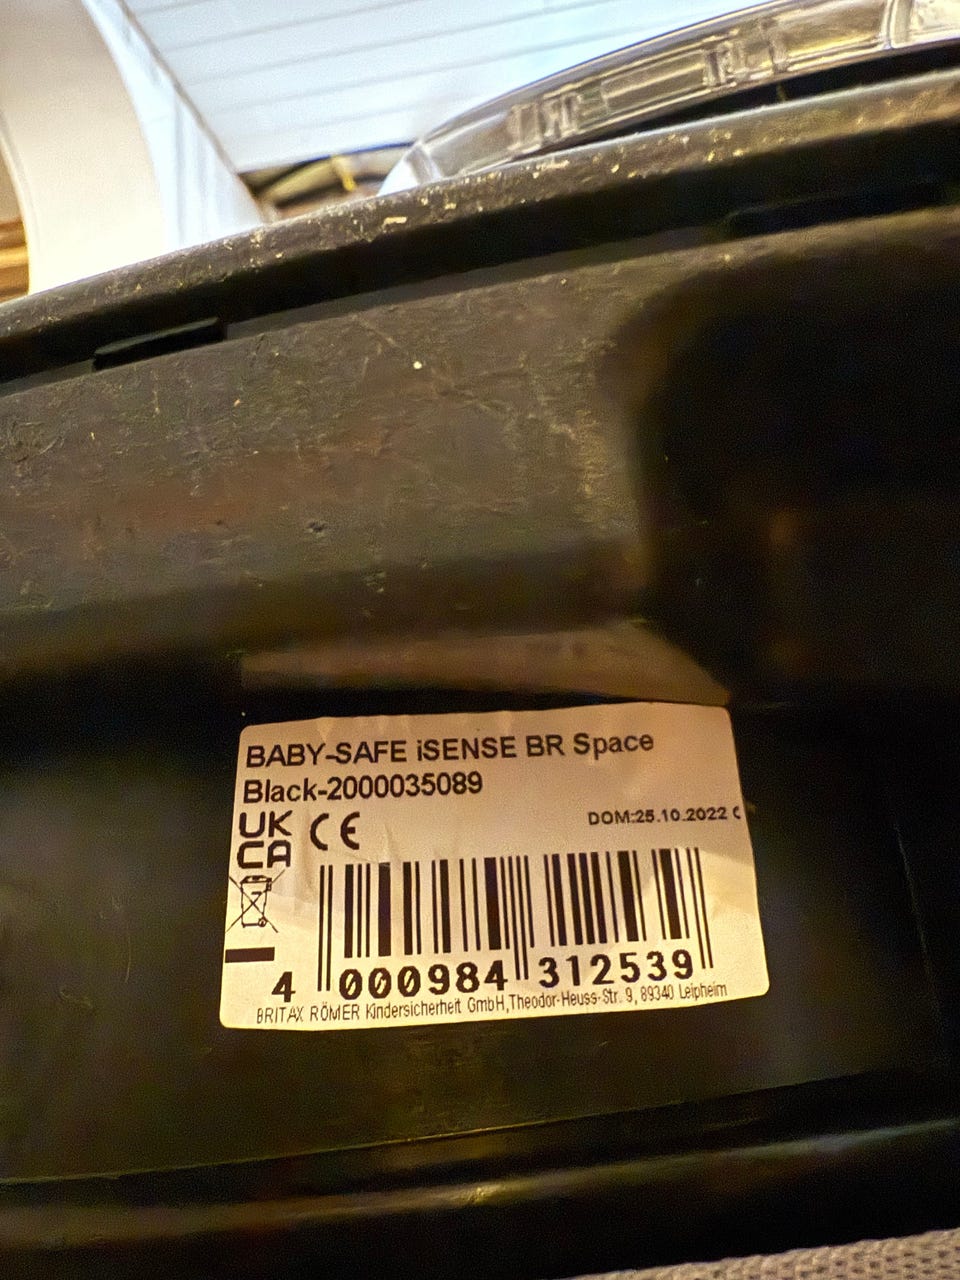 BABY-SAFE iSENSE BR Space
Black-2000035089
UK
CA
CE
DOM:25.10.2022 C
4 000984 312539
BRITAX RÖMER Kindersicherheit GmbH,Theodor-Heuss-Str. 9, 89340 Leipheim